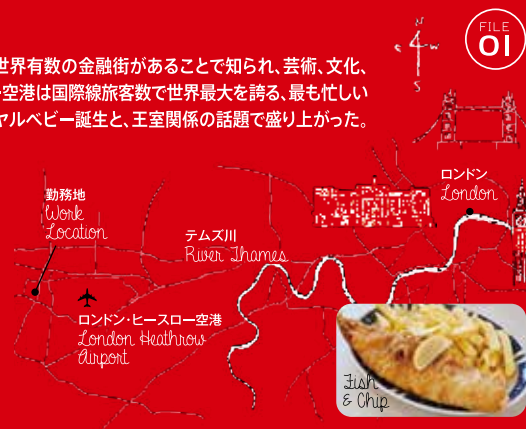 FILE
01
N
e w
S
世界有数の金融街があることで知られ、芸術、文化、
空港は国際線旅客数で世界最大を誇る、最も忙しい
ヤルベビー誕生と、王室関係の話題で盛り上がった。
ロンドン
London
勤務地
Work
Location
テムズ川
River Thames
ロンドン・ヒースロー空港
London Heathrow
Airport
Fish
& Chip